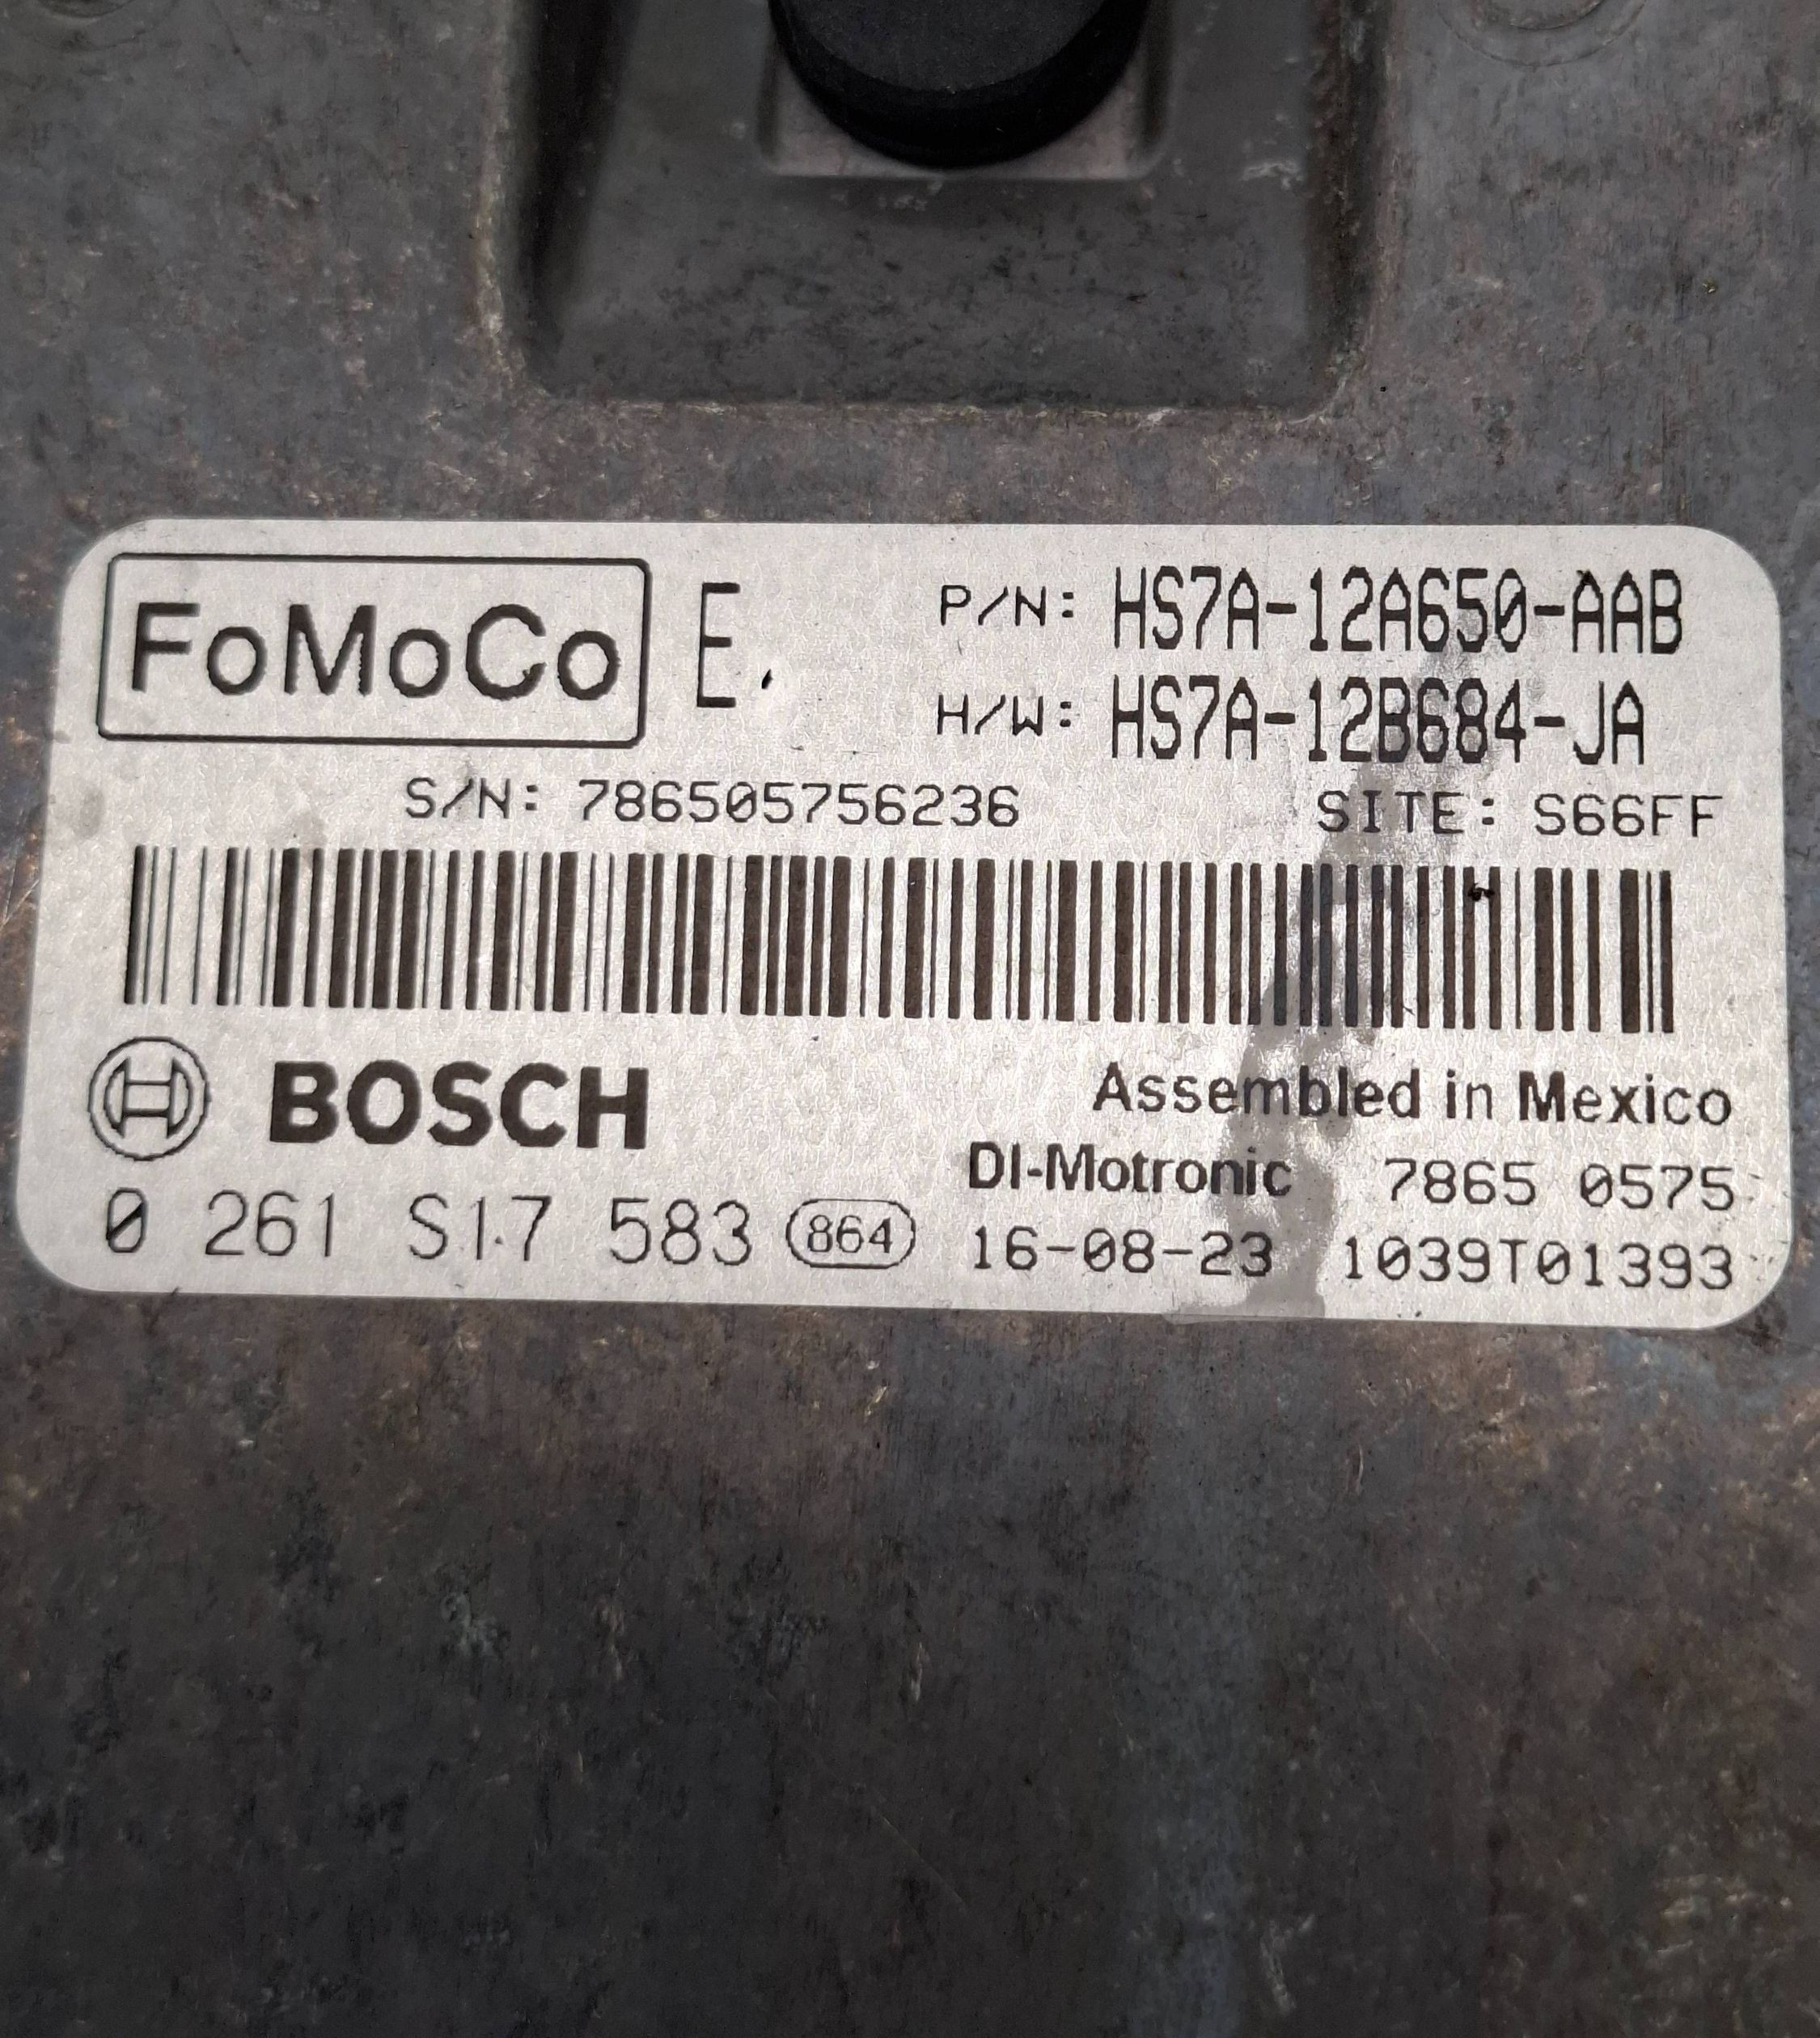 FoMoCo E. P/N: HS7A-12A650-AAB
H/W: HS7A-12B684-JA
S/N: 786505756236 SITE: S66FF
BOSCH Assembled in Mexico
DI-Motronic 7865 0575
0 261 S17 583 864 16-08-23 1039T01393